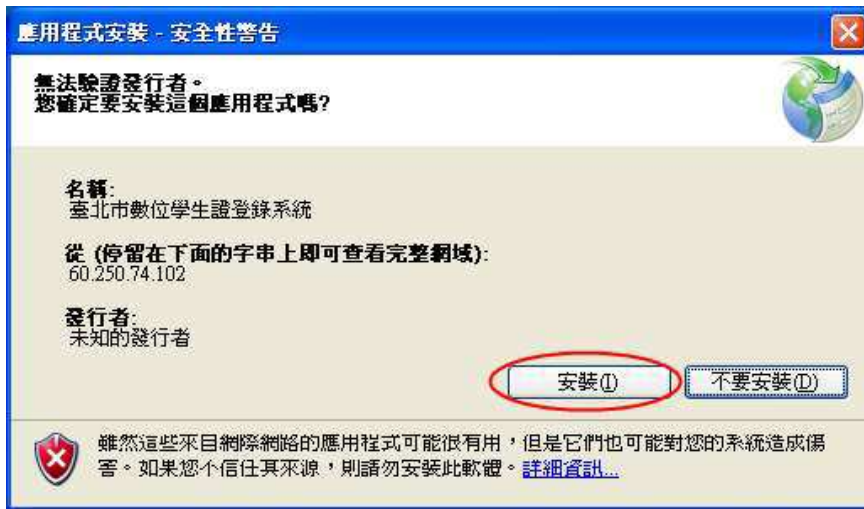 應用程式安裝 - 安全性警告
無法驗證發行者。
您確定要安裝這個應用程式嗎?
名稱:
臺北市數位學生證登錄系統
從 (停留在下面的字串上即可查看完整網域):
60.250.74.102
發行者:
未知的發行者
安裝(I)
不要安裝(D)
雖然這些來自網際網路的應用程式可能很有用，但是它們也可能對您的系統造成傷
害。如果您不信任其來源，則請勿安裝此軟體。詳細資訊...